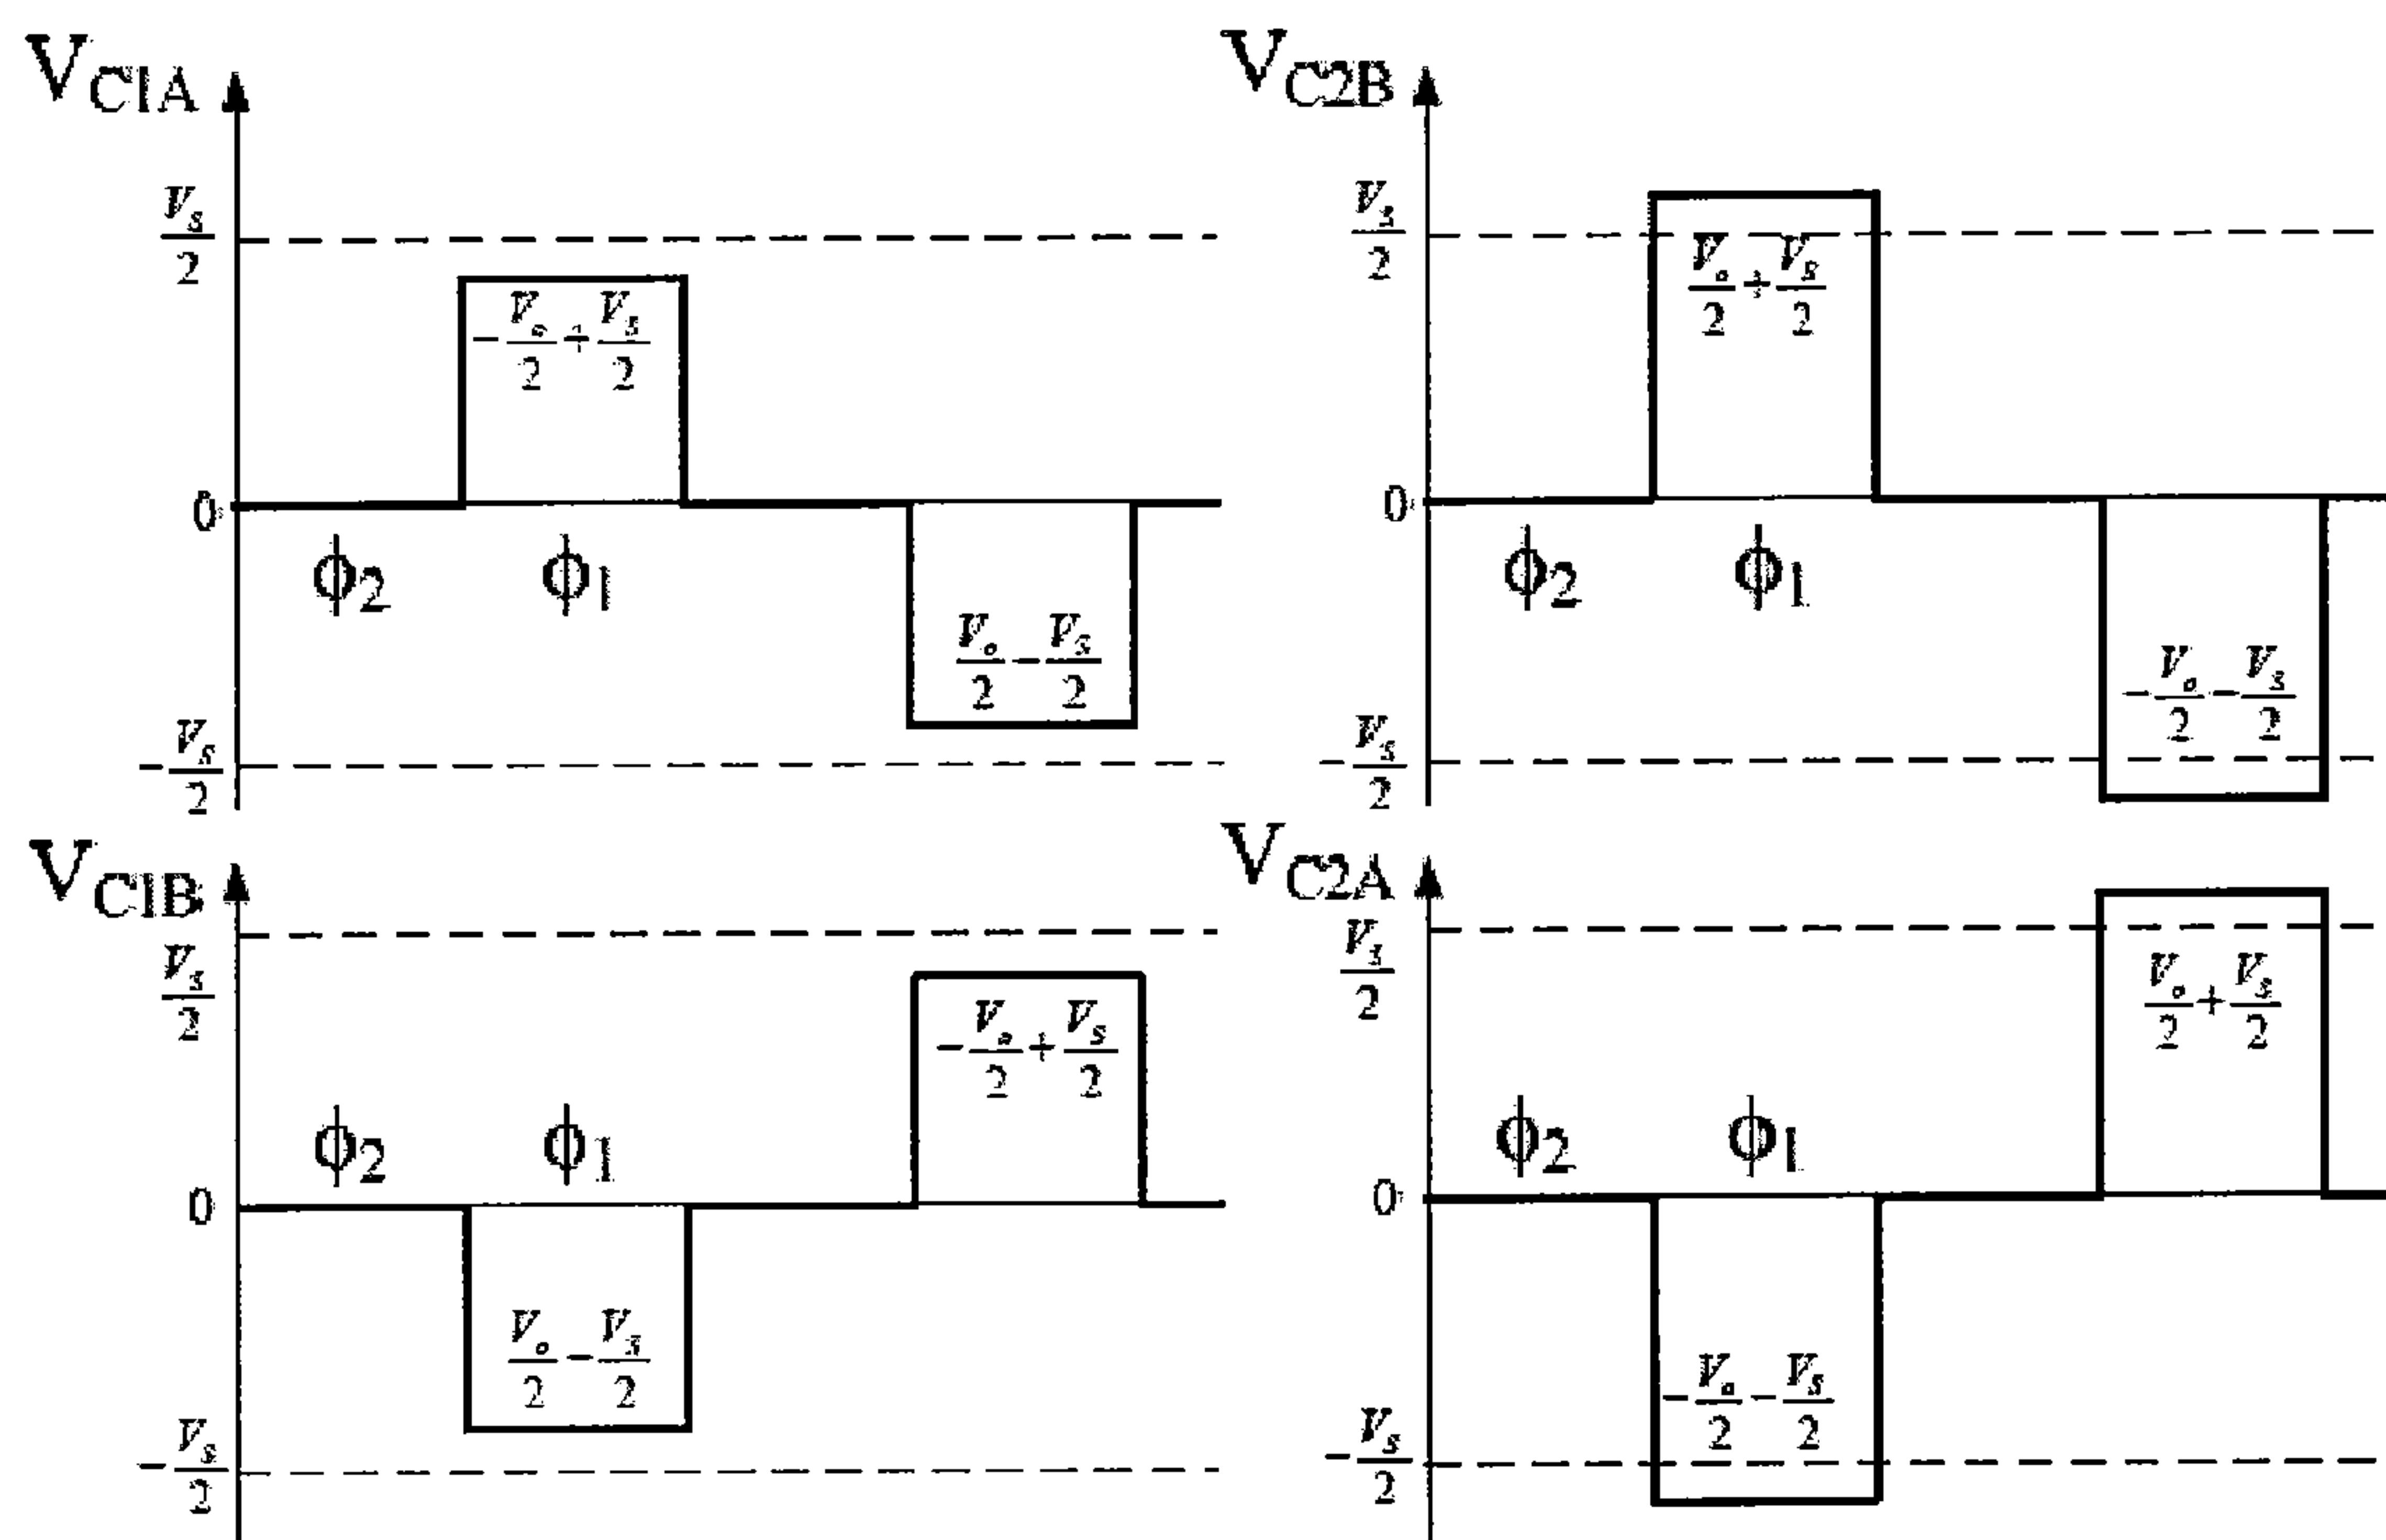 V_C1A
V_S/2
0
-V_S/2
-V_o/2 + V_S/2
V_o/2 - V_S/2
ϕ2 ϕ1
V_C2B
V_S/2
0
-V_S/2
V_o/2 + V_S/2
-V_o/2 - V_S/2
ϕ2 ϕ1
V_C1B
V_S/2
0
-V_S/2
-V_o/2 + V_S/2
V_o/2 - V_S/2
ϕ2 ϕ1
V_C2A
V_S/2
0
-V_S/2
V_o/2 + V_S/2
-V_o/2 - V_S/2
ϕ2 ϕ1